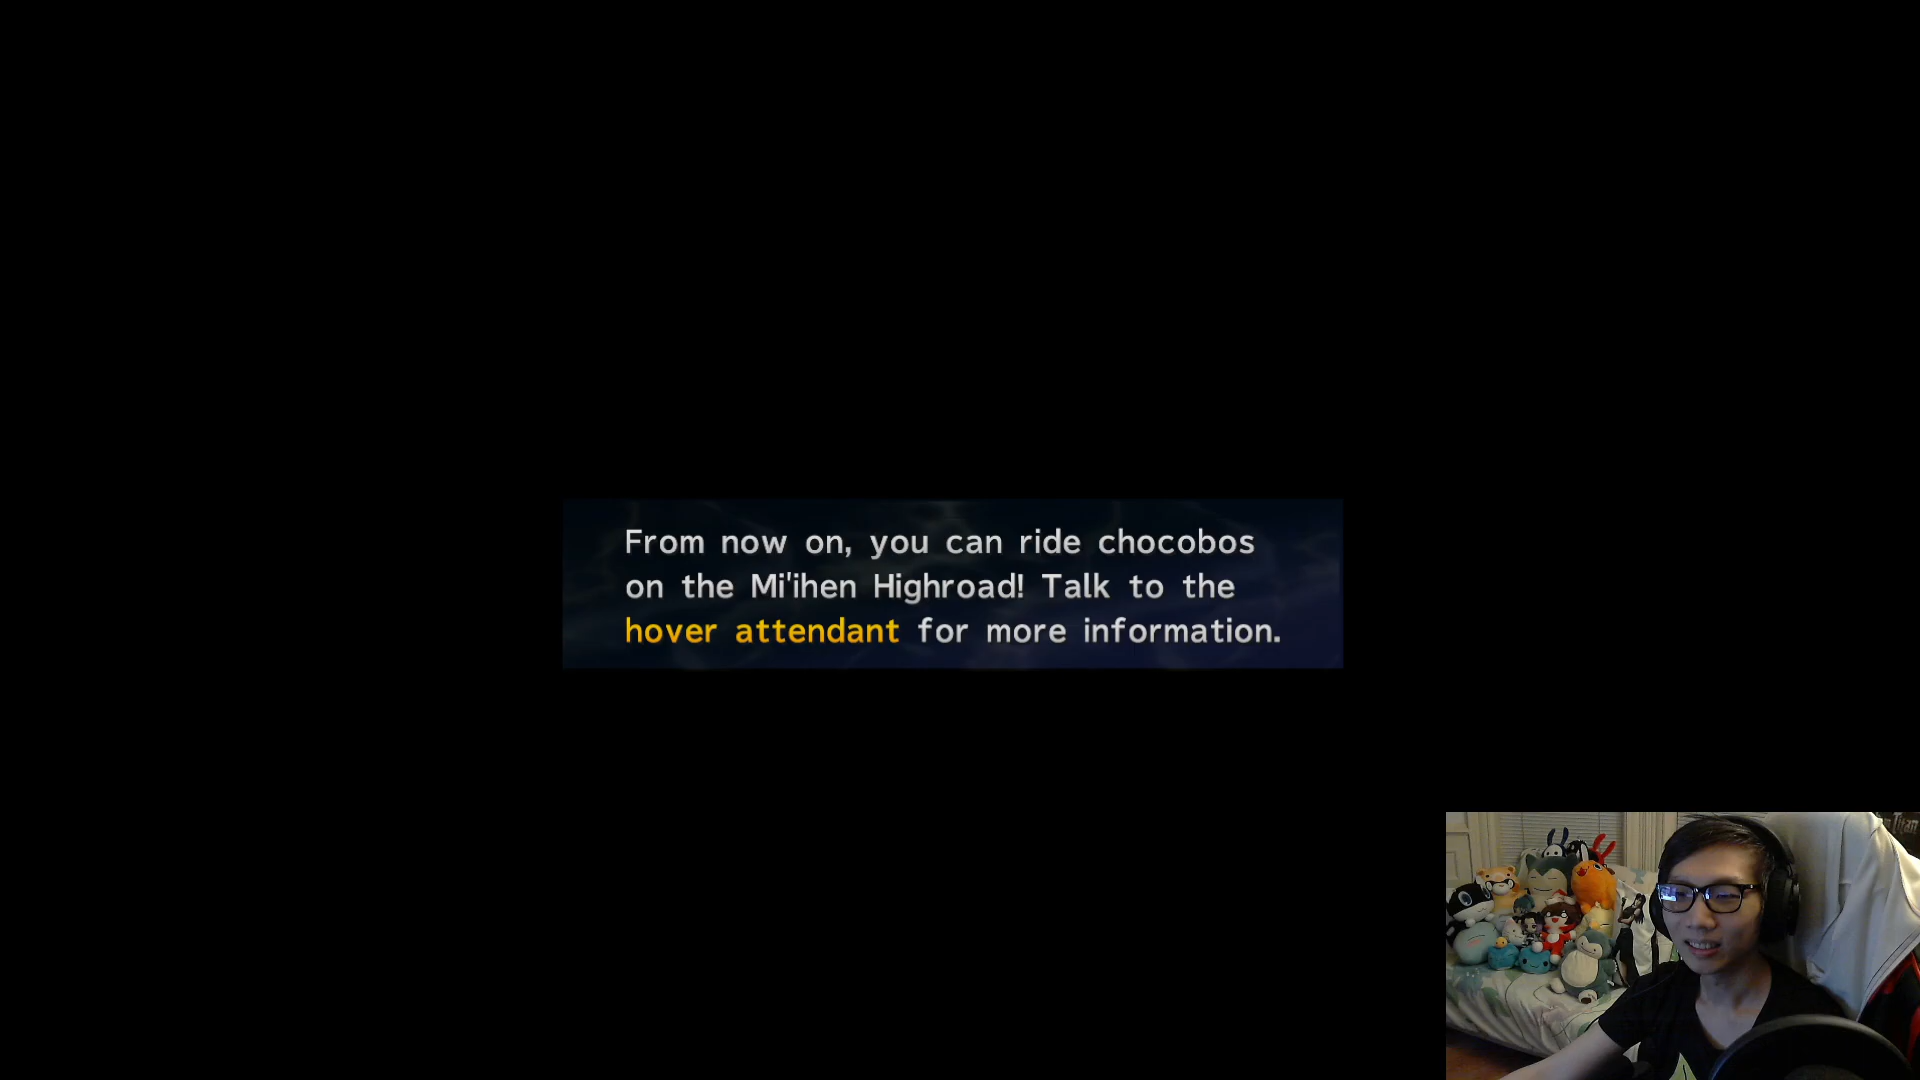 From now on, you can ride chocobos
on the Mi'ihen Highroad! Talk to the
hover attendant for more information.
Titan